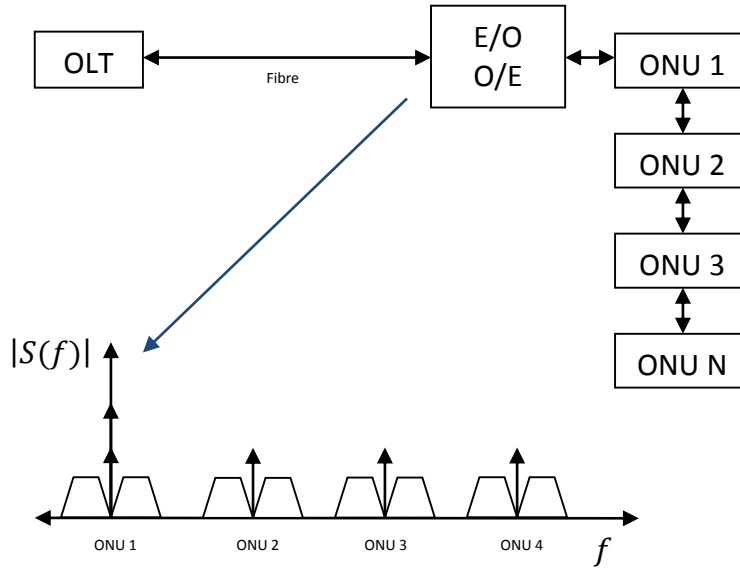 OLT
Fibre
E/O
O/E
ONU 1
ONU 2
ONU 3
ONU N
|S(f)|
ONU 1
ONU 2
ONU 3
ONU 4
f